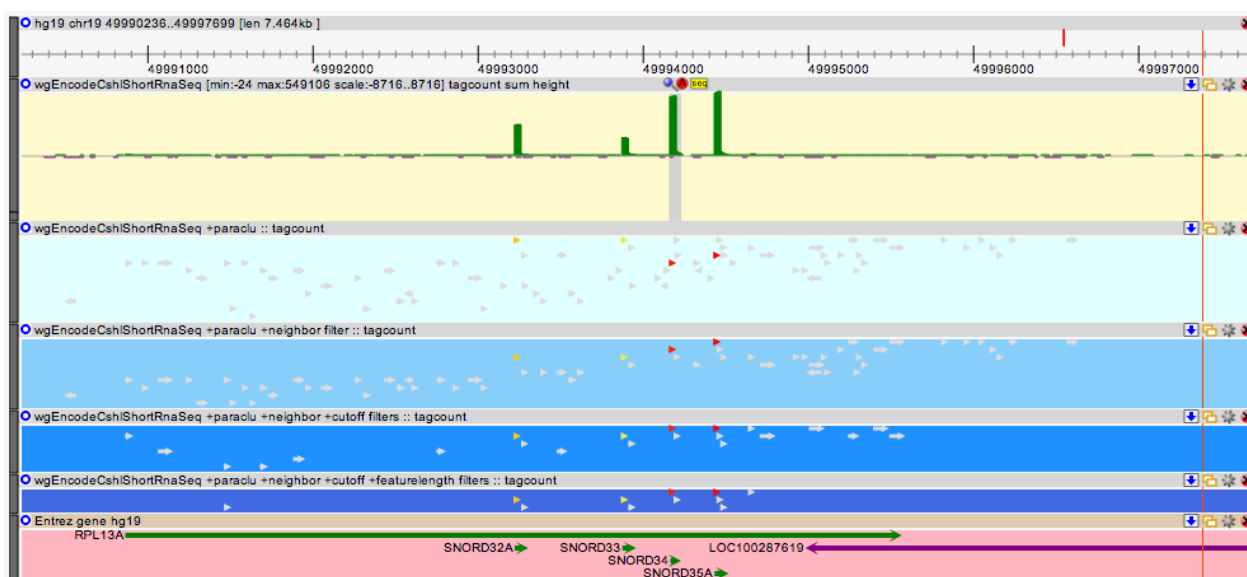 hg19 chr19 49990236..49997699 [len 7.464kb ]
49991000 49992000 49993000 49994000 49995000 49996000 49997000
wgEncodeCshlShortRnaSeq [min:-24 max:549106 scale:-8716..8716] tagcount sum height
A seq
wgEncodeCshlShortRnaSeq +paraclu :: tagcount
wgEncodeCshlShortRnaSeq +paraclu +neighbor filter :: tagcount
wgEncodeCshlShortRnaSeq +paraclu +neighbor +cutoff filters :: tagcount
wgEncodeCshlShortRnaSeq +paraclu +neighbor +cutoff +featurelength filters :: tagcount
Entrez gene hg19
RPL13A
SNORD32A SNORD33 LOC100287619
SNORD34
SNORD35A